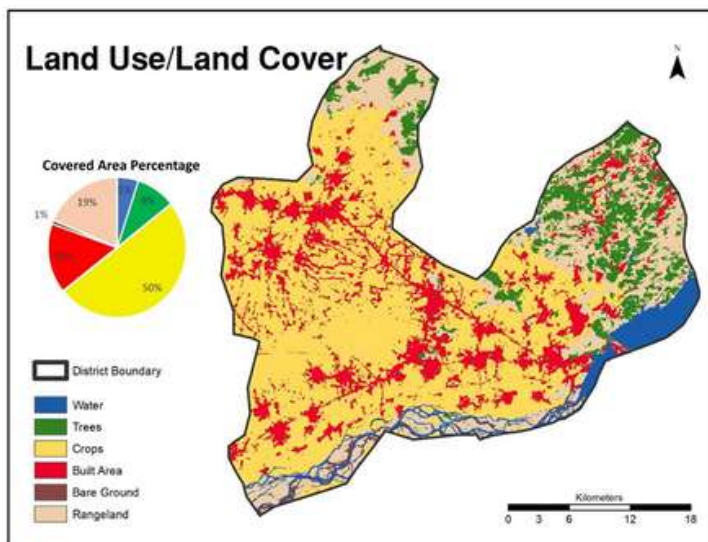 Land Use/Land Cover
N
Covered Area Percentage
19%
1%
50%
District Boundary
Water
Trees
Crops
Built Area
Bare Ground
Rangeland
Kilometers
0 3 6 12 18